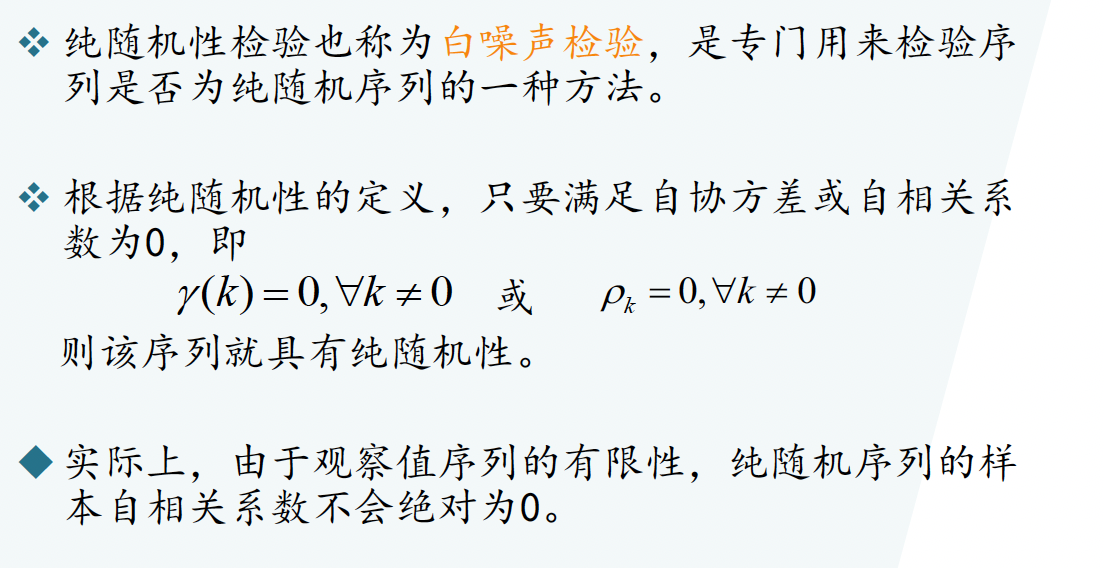 纯随机性检验也称为白噪声检验，是专门用来检验序
列是否为纯随机序列的一种方法。
根据纯随机性的定义，只要满足自协方差或自相关系
数为0，即
γ(k) = 0, ∀k ≠ 0 或 ρₖ = 0, ∀k ≠ 0
则该序列就具有纯随机性。
实际上，由于观察值序列的有限性，纯随机序列的样
本自相关系数不会绝对为0。